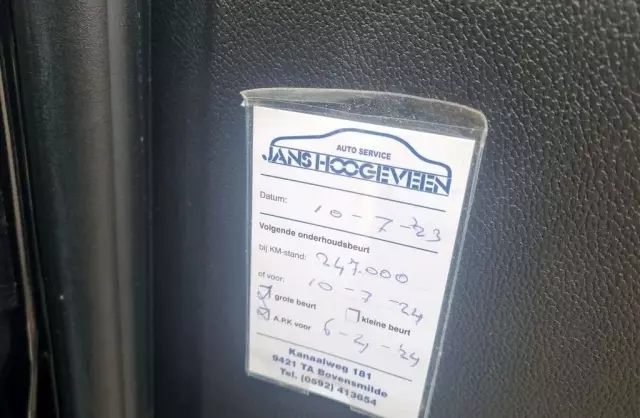 AUTO SERVICE
JANS HOOGEVEEN
Datum: 10-7-23
Volgende onderhoudsbeurt
bij KM-stand: 247.000
of voor: 10-7-24
grote beurt kleine beurt
A.P.K voor 6-4-24
Kanaalweg 181
9421 TA Bovensmilde
Tel. (0592) 413654